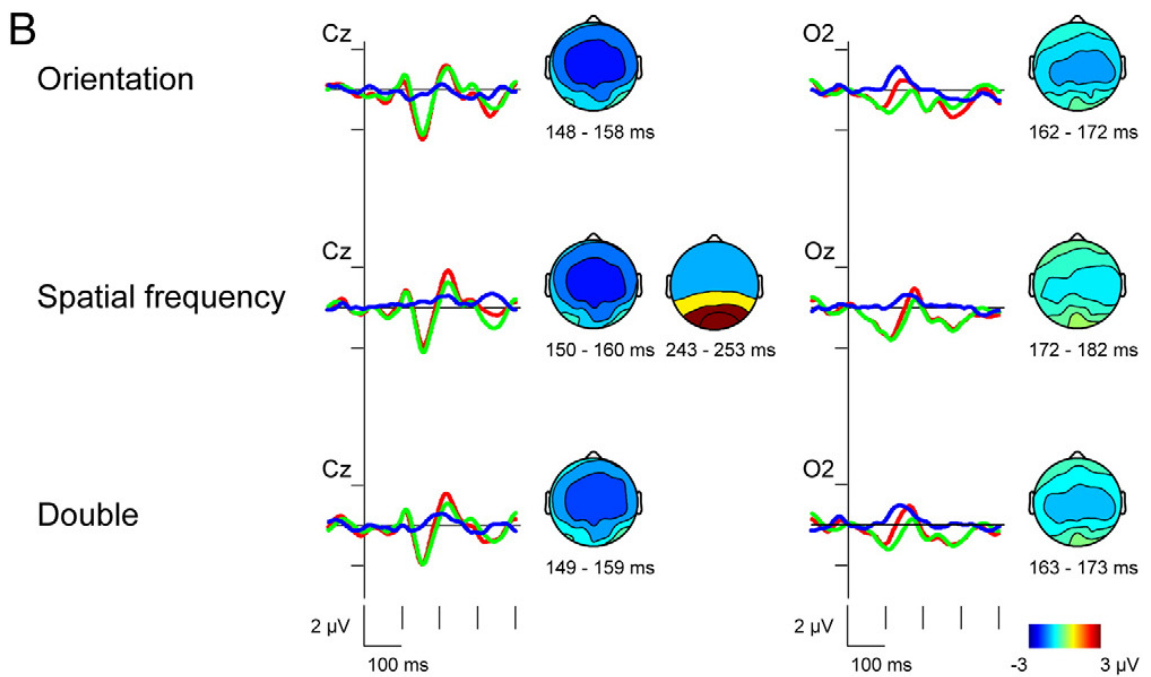 B
Cz
O2
Orientation
148 - 158 ms
162 - 172 ms
Cz
Oz
Spatial frequency
150 - 160 ms
243 - 253 ms
172 - 182 ms
Cz
O2
Double
149 - 159 ms
163 - 173 ms
2 µV
100 ms
2 µV
100 ms
-3
3 µV